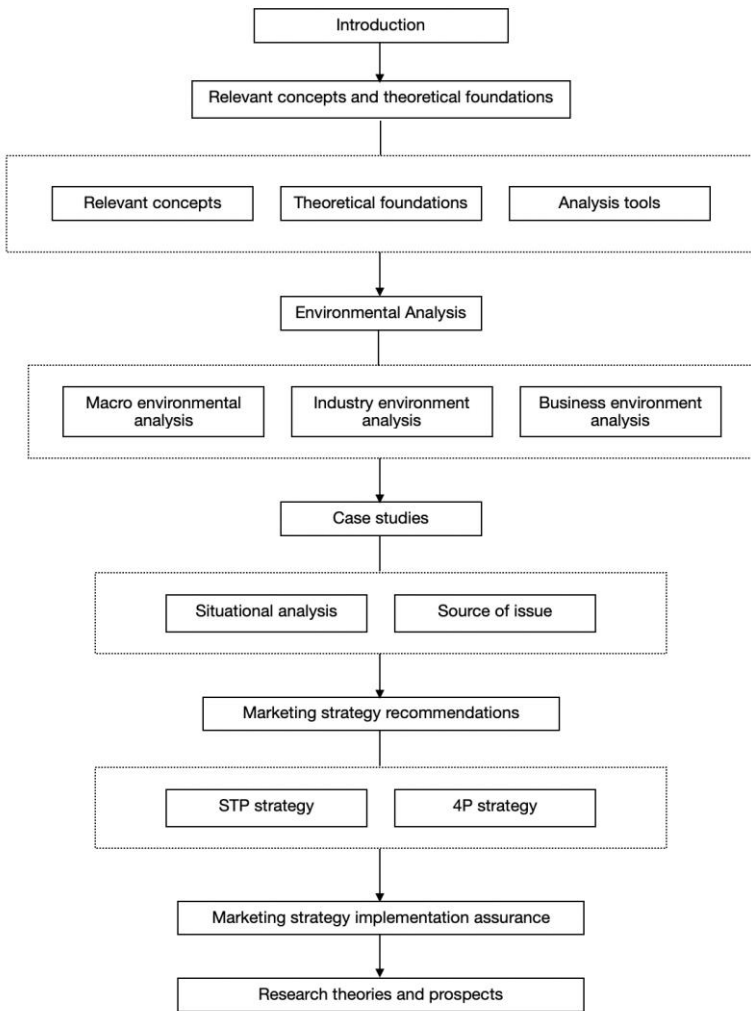 Introduction
Relevant concepts and theoretical foundations
Relevant concepts
Theoretical foundations
Analysis tools
Environmental Analysis
Macro environmental
analysis
Industry environment
analysis
Business environment
analysis
Case studies
Situational analysis
Source of issue
Marketing strategy recommendations
STP strategy
4P strategy
Marketing strategy implementation assurance
Research theories and prospects